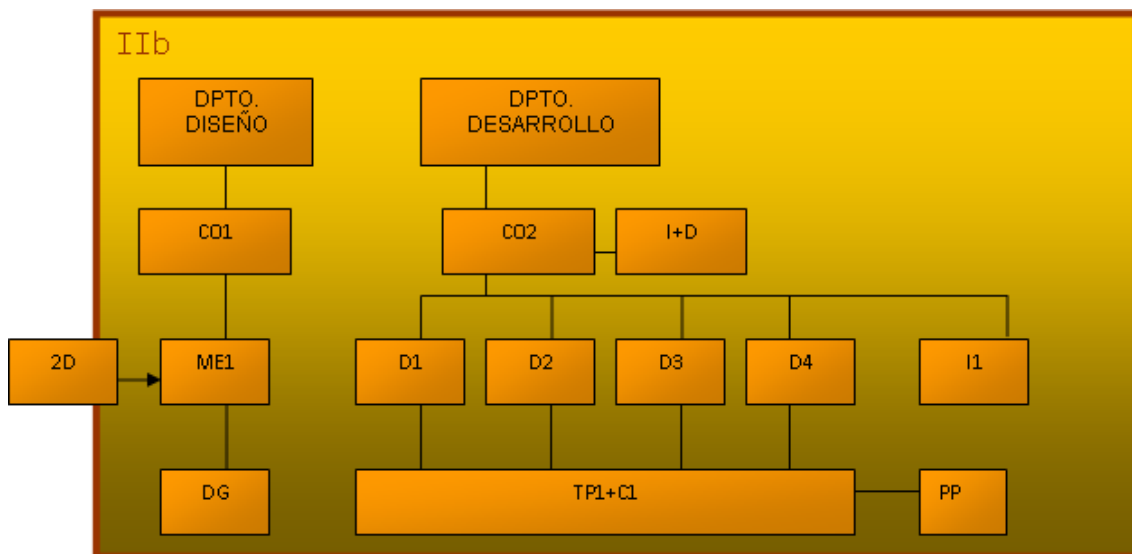 IIb
DPTO.
DISEÑO
DPTO.
DESARROLLO
CO1
CO2
I+D
2D
ME1
D1
D2
D3
D4
I1
DG
TP1+C1
PP